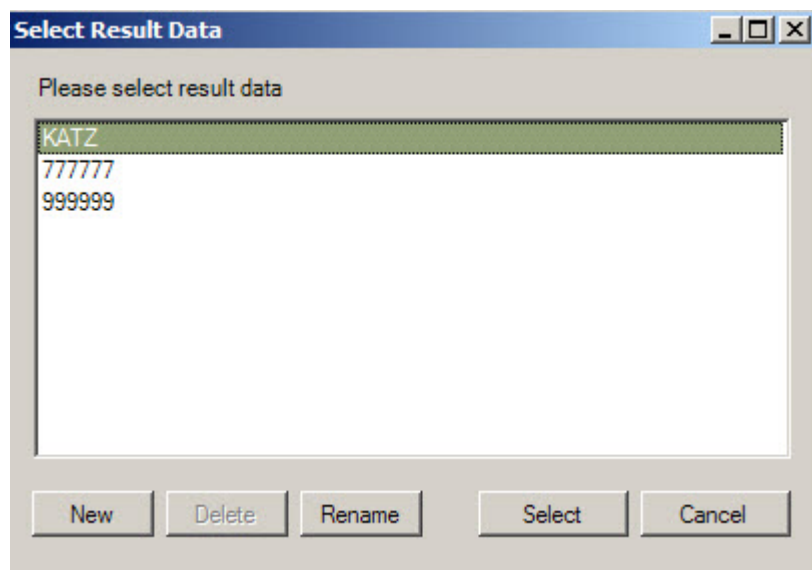 Select Result Data
Please select result data
KATZ
777777
999999
New Delete Rename Select Cancel